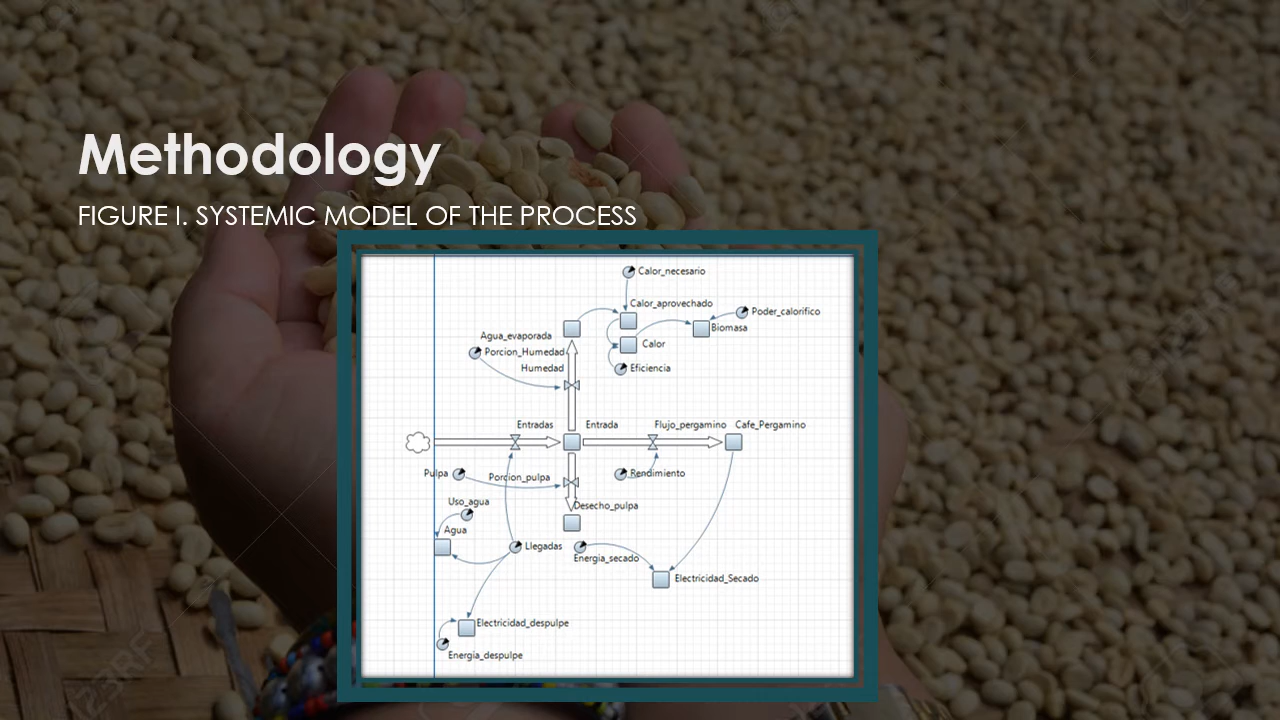 Methodology
FIGURE I. SYSTEMIC MODEL OF THE PROCESS
Calor_necesario
Calor_aprovechado
Poder_calorifico
Agua_evaporada
Biomasa
Calor
Porcion_Humedad
Humedad
Eficiencia
Entradas
Entrada
Flujo_pergamino
Cafe_Pergamino
Pulpa
Porcion_pulpa
Rendimiento
Uso_agua
Desecho_pulpa
Agua
Llegadas
Energia_secado
Electricidad_Secado
Electricidad_despulpe
Energia_despulpe
123RF